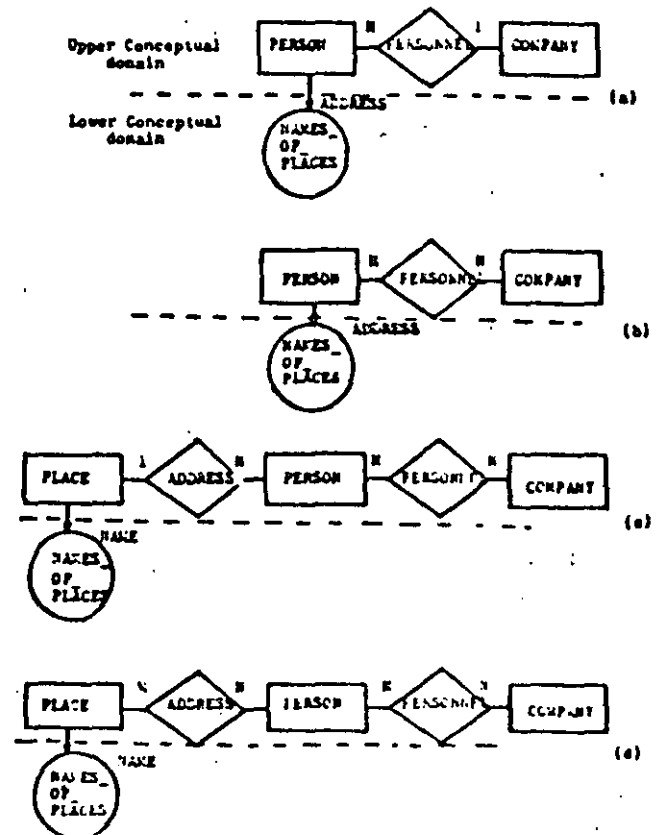 Upper Conceptual
domain
PERSON
N
PERSONNEL
1
COMPANY
(a)
ADDRESS
Lower Conceptual
domain
NAMES_
OF_
PLACES
PERSON
PERSONNEL
COMPANY
ADDRESS
(b)
NAMES_
OF_
PLACES
PLACE
1
ADDRESS
N
PERSON
COMPANY
NAME
NAMES_
OF_
PLACES
PLACE
ADDRESS
PERSON
PERSONNEL
COMPANY
NAME
NAMES_
OF_
PLACES